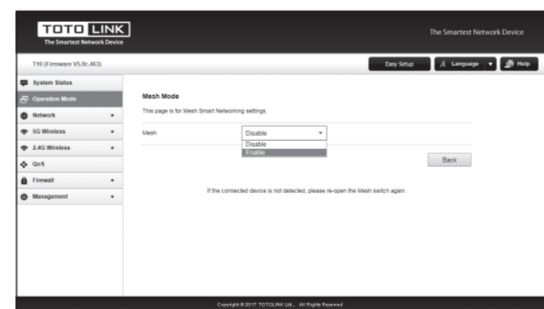 TOTO LINK
The Smartest Network Device
The Smartest Network Device
T10 (Firmware V5.9c.463)
Easy Setup
Language
Help
System Status
Operation Mode
Network +
5G Wireless +
2.4G Wireless +
QoS
Firewall +
Management +
Mesh Mode
This page is for Mesh Smart Networking settings.
Mesh
Disable
Disable
Enable
Back
If the connected device is not detected, please re-open the Mesh switch again.
Copyright © 2017 TOTOLINK Ltd., All Rights Reserved